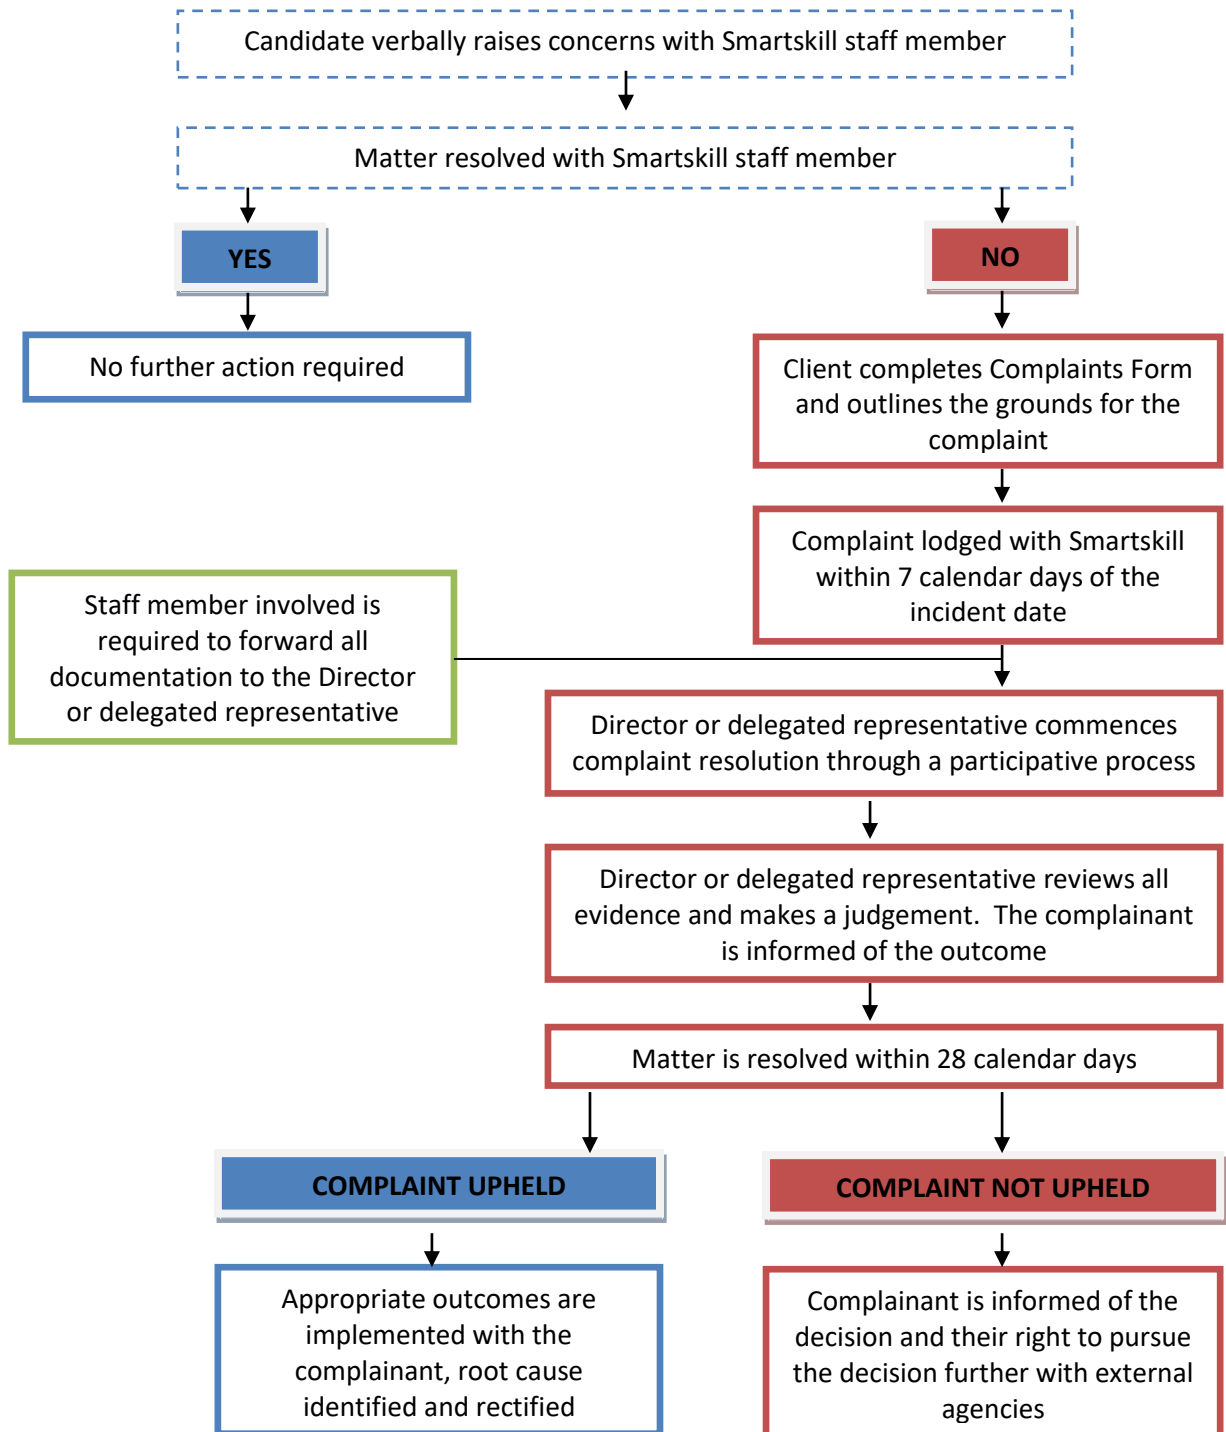 Candidate verbally raises concerns with Smartskill staff member
Matter resolved with Smartskill staff member
YES
NO
No further action required
Client completes Complaints Form
and outlines the grounds for the
complaint
Complaint lodged with Smartskill
within 7 calendar days of the
incident date
Staff member involved is
required to forward all
documentation to the Director
or delegated representative
Director or delegated representative commences
complaint resolution through a participative process
Director or delegated representative reviews all
evidence and makes a judgement.  The complainant
is informed of the outcome
Matter is resolved within 28 calendar days
COMPLAINT UPHELD
COMPLAINT NOT UPHELD
Appropriate outcomes are
implemented with the
complainant, root cause
identified and rectified
Complainant is informed of the
decision and their right to pursue
the decision further with external
agencies